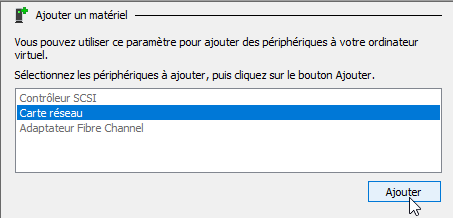 Ajouter un matériel
Vous pouvez utiliser ce paramètre pour ajouter des périphériques à votre ordinateur
virtuel.
Sélectionnez les périphériques à ajouter, puis cliquez sur le bouton Ajouter.
Contrôleur SCSI
Carte réseau
Adaptateur Fibre Channel
Ajouter